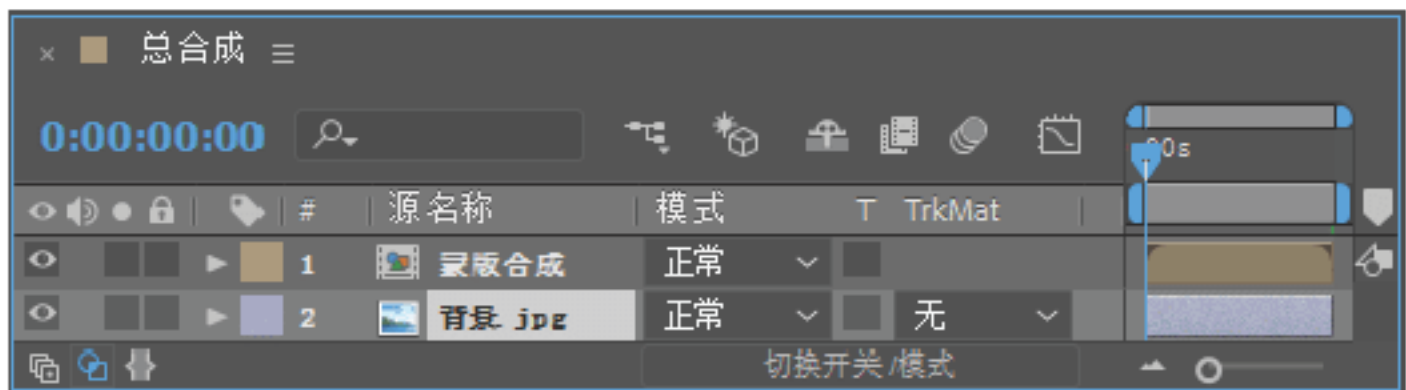 × 总合成
0:00:00:00
00s
# 源名称 模式 T TrkMat
1 蒙版合成 正常
2 背景.jpg 正常 无
切换开关/模式